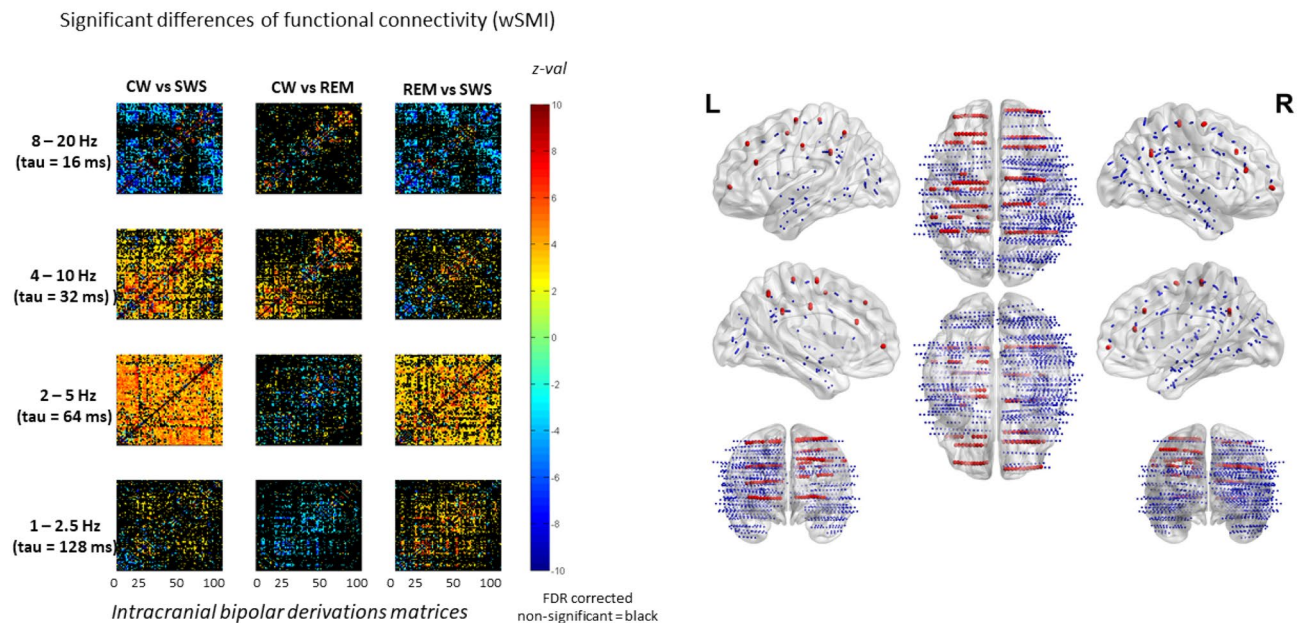 Significant differences of functional connectivity (wSMI)
z-val
CW vs SWS CW vs REM REM vs SWS
8 – 20 Hz
(tau = 16 ms)
4 – 10 Hz
(tau = 32 ms)
2 – 5 Hz
(tau = 64 ms)
1 – 2.5 Hz
(tau = 128 ms)
0 25 50 100 0 25 50 100 0 25 50 100
Intracranial bipolar derivations matrices
10
8
6
4
2
0
-2
-4
-6
-8
-10
FDR corrected
non-significant = black
L R